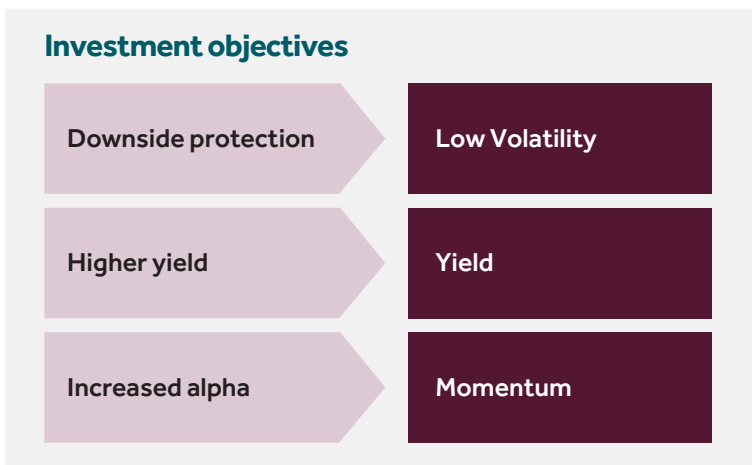 Investment objectives
Downside protection
Low Volatility
Higher yield
Yield
Increased alpha
Momentum